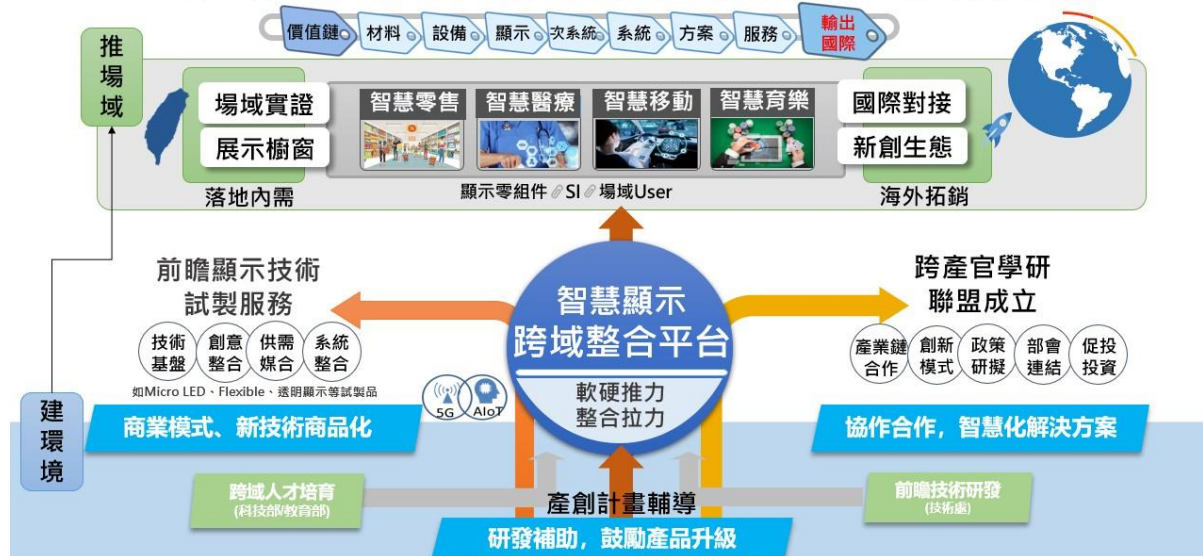 價值鏈
材料
設備
顯示
次系統
系統
方案
服務
輸出
國際
推
場
域
場域實證
展示櫥窗
落地內需
智慧零售
智慧醫療
智慧移動
智慧育樂
顯示零組件 SI 場域User
國際對接
新創生態
海外拓銷
前瞻顯示技術
試製服務
技術
基盤
創意
整合
供需
媒合
系統
整合
如Micro LED、Flexible、透明顯示等試製品
商業模式、新技術商品化
5G
AIoT
智慧顯示
跨域整合平台
軟硬推力
整合拉力
跨產官學研
聯盟成立
產業鏈
合作
創新
模式
政策
研擬
部會
連結
促投
投資
協作合作，智慧化解決方案
建
環
境
跨域人才培育
(科技部/教育部)
產創計畫輔導
研發補助，鼓勵產品升級
前瞻技術研發
(技術處)